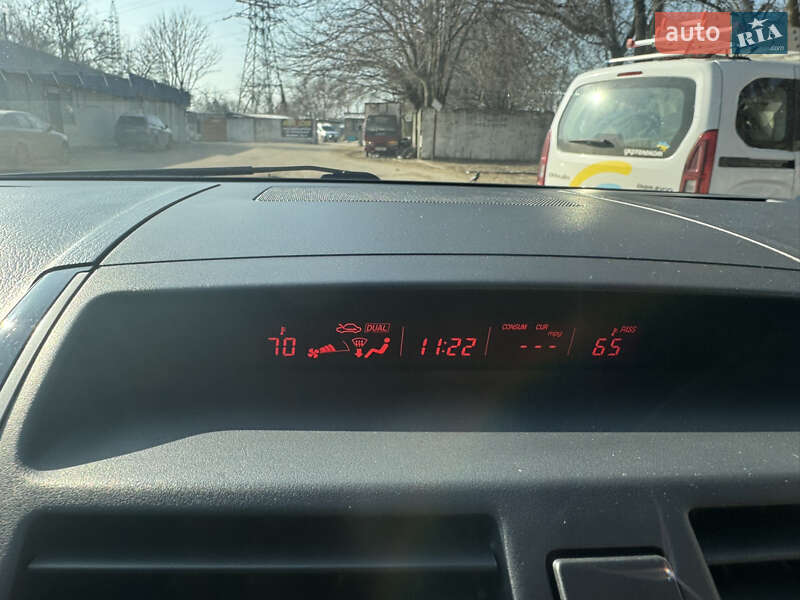 auto RIA
.com
DUAL
CONSUM CUR mpg
PASS
70 11:22 --- 65